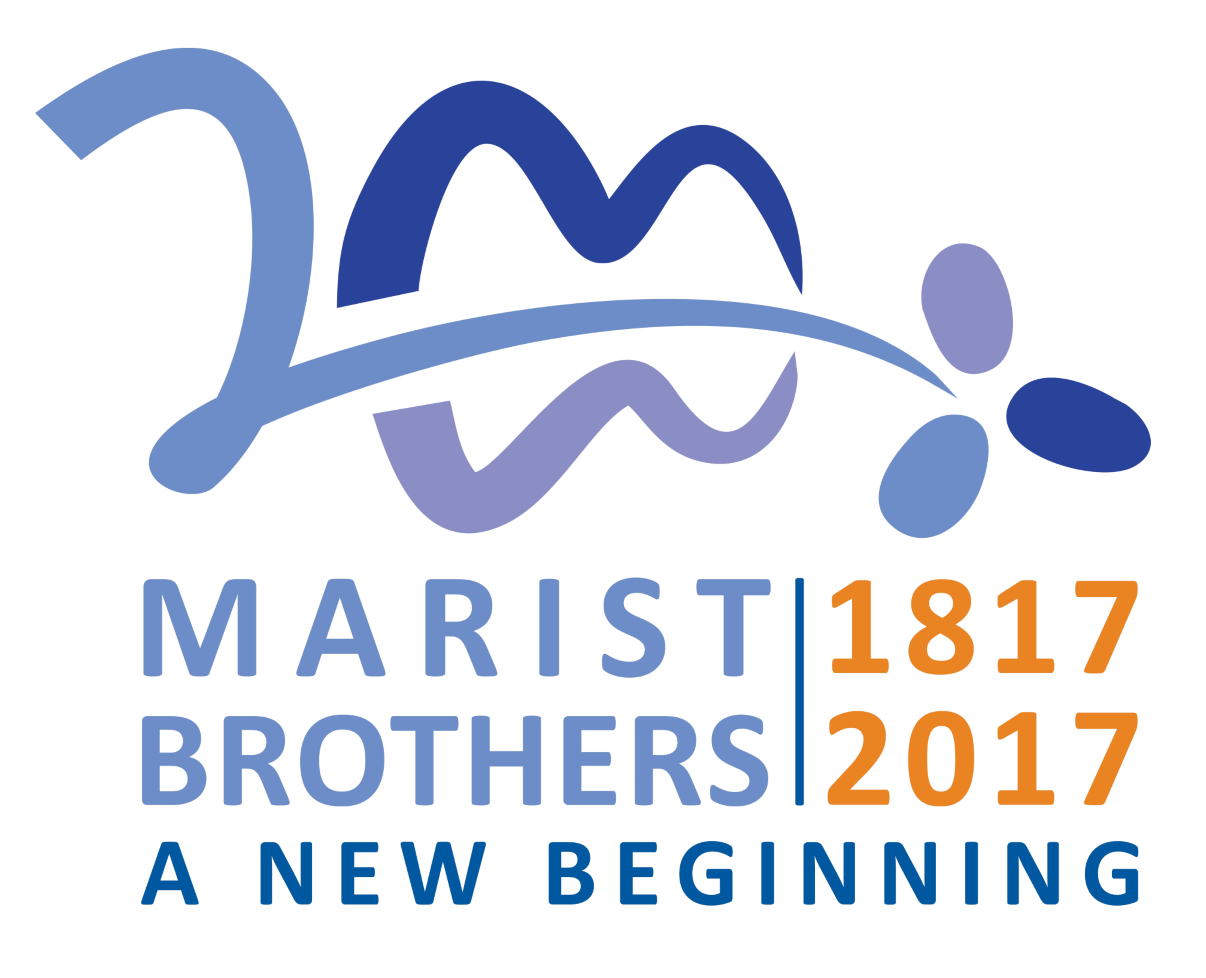 MARIST 1817
BROTHERS 2017
A NEW BEGINNING